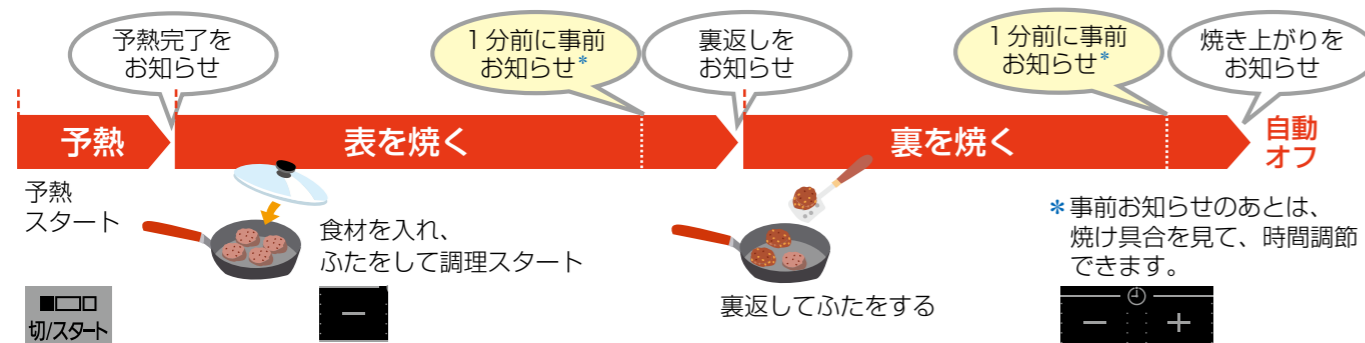 予熱完了を
お知らせ
1分前に事前
お知らせ*
裏返しを
お知らせ
1分前に事前
お知らせ*
焼き上がりを
お知らせ
予熱
表を焼く
裏を焼く
自動
オフ
予熱
スタート
切/スタート
食材を入れ、
ふたをして調理スタート
−
裏返してふたをする
*事前お知らせのあとは、
焼け具合を見て、時間調節
できます。
− +